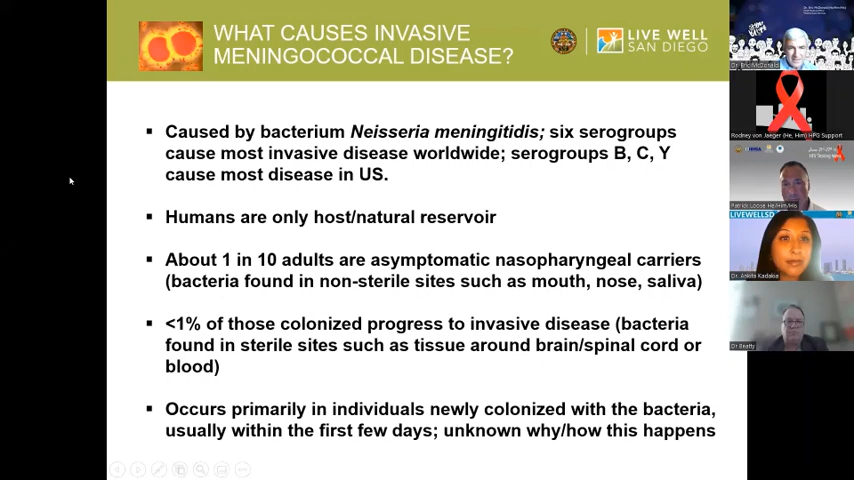 WHAT CAUSES INVASIVE
MENINGOCOCCAL DISEASE?
LIVE WELL
SAN DIEGO
▪ Caused by bacterium Neisseria meningitidis; six serogroups
cause most invasive disease worldwide; serogroups B, C, Y
cause most disease in US.
▪ Humans are only host/natural reservoir
▪ About 1 in 10 adults are asymptomatic nasopharyngeal carriers
(bacteria found in non-sterile sites such as mouth, nose, saliva)
▪ <1% of those colonized progress to invasive disease (bacteria
found in sterile sites such as tissue around brain/spinal cord or
blood)
▪ Occurs primarily in individuals newly colonized with the bacteria,
usually within the first few days; unknown why/how this happens
Dr. Eric McDonald
Rodney von Jaeger (He, Him) HPG Support
Patrick Loose He/Him/His
LIVEWELLSD
Dr. Ankita Kadakia
Dr Beatty